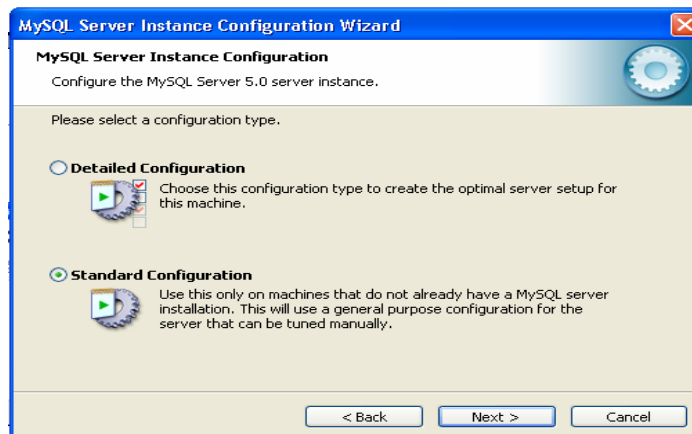 MySQL Server Instance Configuration Wizard
MySQL Server Instance Configuration
Configure the MySQL Server 5.0 server instance.
Please select a configuration type.
Detailed Configuration
Choose this configuration type to create the optimal server setup for
this machine.
Standard Configuration
Use this only on machines that do not already have a MySQL server
installation. This will use a general purpose configuration for the
server that can be tuned manually.
< Back
Next >
Cancel